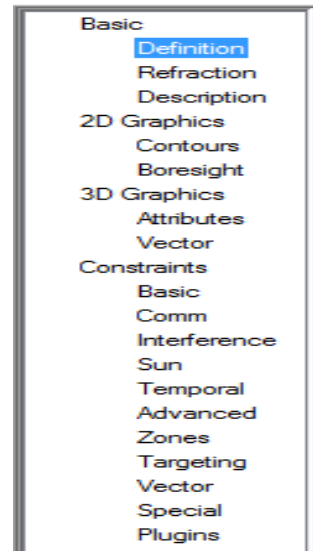 Basic
Definition
Refraction
Description
2D Graphics
Contours
Boresight
3D Graphics
Attributes
Vector
Constraints
Basic
Comm
Interference
Sun
Temporal
Advanced
Zones
Targeting
Vector
Special
Plugins